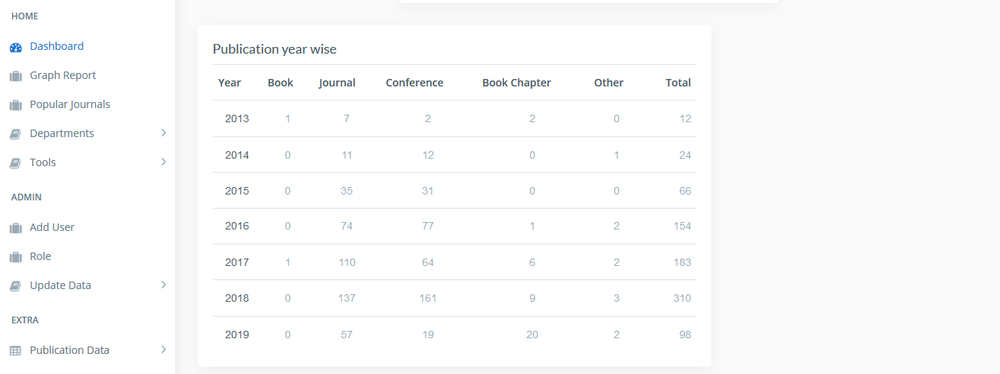 HOME
Dashboard
Graph Report
Popular Journals
Departments
Tools
ADMIN
Add User
Role
Update Data
EXTRA
Publication Data
Publication year wise
Year Book Journal Conference Book Chapter Other Total
2013 1 7 2 2 0 12
2014 0 11 12 0 1 24
2015 0 35 31 0 0 66
2016 0 74 77 1 2 154
2017 1 110 64 6 2 183
2018 0 137 161 9 3 310
2019 0 57 19 20 2 98